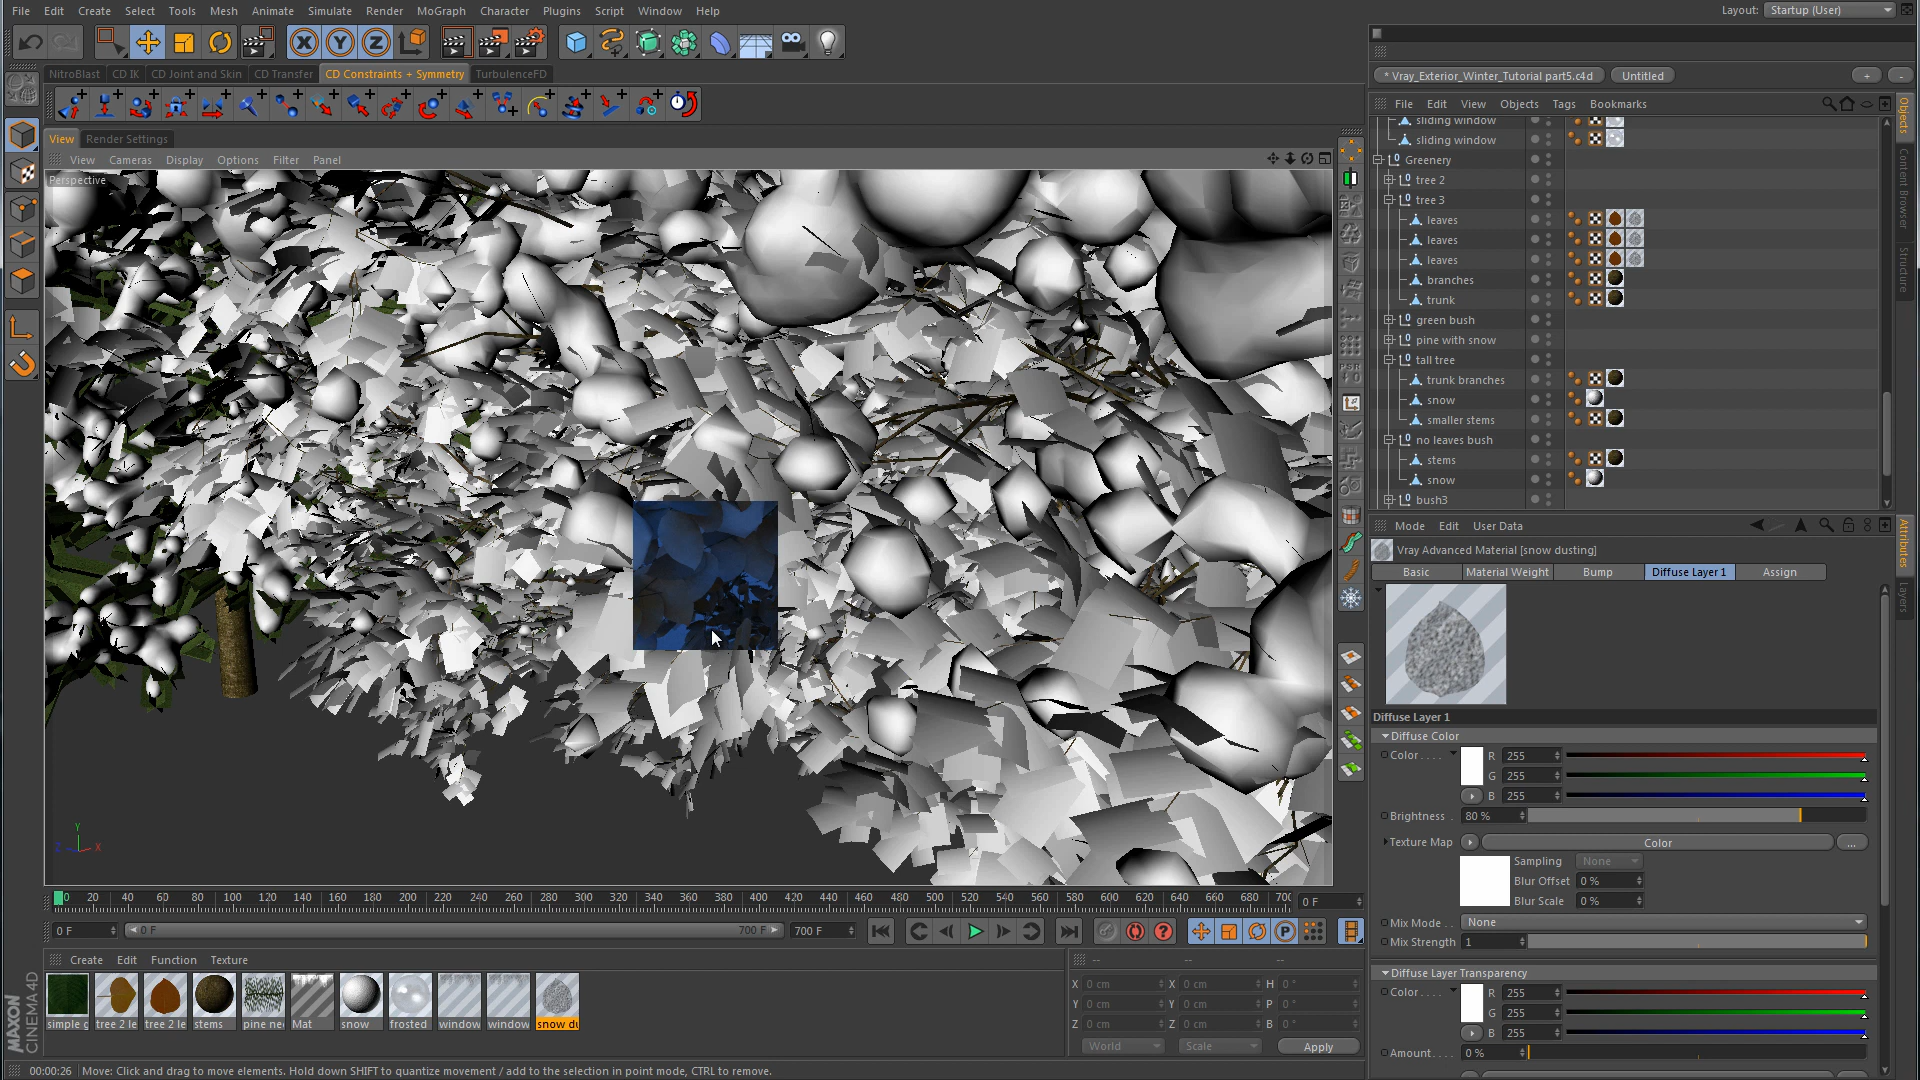 File Edit Create Select Tools Mesh Animate Simulate Render MoGraph Character Plugins Script Window Help
Layout: Startup (User)
NitroBlast CD IK CD Joint and Skin CD Transfer CD Constraints + Symmetry TurbulenceFD
* Vray_Exterior_Winter_Tutorial part5.c4d Untitled + -
File Edit View Objects Tags Bookmarks
View Render Settings
View Cameras Display Options Filter Panel
Perspective
sliding window
sliding window
Greenery
tree 2
tree 3
leaves
leaves
leaves
branches
trunk
green bush
pine with snow
tall tree
trunk branches
snow
smaller stems
no leaves bush
stems
snow
bush3
Objects
Content Browser
Structure
Attributes
Layers
PSR
Mode Edit User Data
Vray Advanced Material [snow dusting]
Basic Material Weight Bump Diffuse Layer 1 Assign
Diffuse Layer 1
Diffuse Color
Color . . . . R 255
G 255
B 255
Brightness . 80 %
Texture Map Color ...
Sampling None
Blur Offset 0 %
Blur Scale 0 %
Mix Mode . . None
Mix Strength 1
Diffuse Layer Transparency
Color . . . . R 255
G 255
B 255
Amount . . . . 0 %
Y
Z X
0 20 40 60 80 100 120 140 160 180 200 220 240 260 280 300 320 340 360 380 400 420 440 460 480 500 520 540 560 580 600 620 640 660 680 700 0 F
0 F 0 F 700 F 700 F
Create Edit Function Texture
-- -- --
X 0 cm X 0 cm H 0 °
Y 0 cm Y 0 cm P 0 °
Z 0 cm Z 0 cm B 0 °
World Scale Apply
simple g tree 2 le tree 2 le stems pine nee Mat snow frosted window window snow du
MAXON
CINEMA 4D
00:00:26 Move: Click and drag to move elements. Hold down SHIFT to quantize movement / add to the selection in point mode, CTRL to remove.